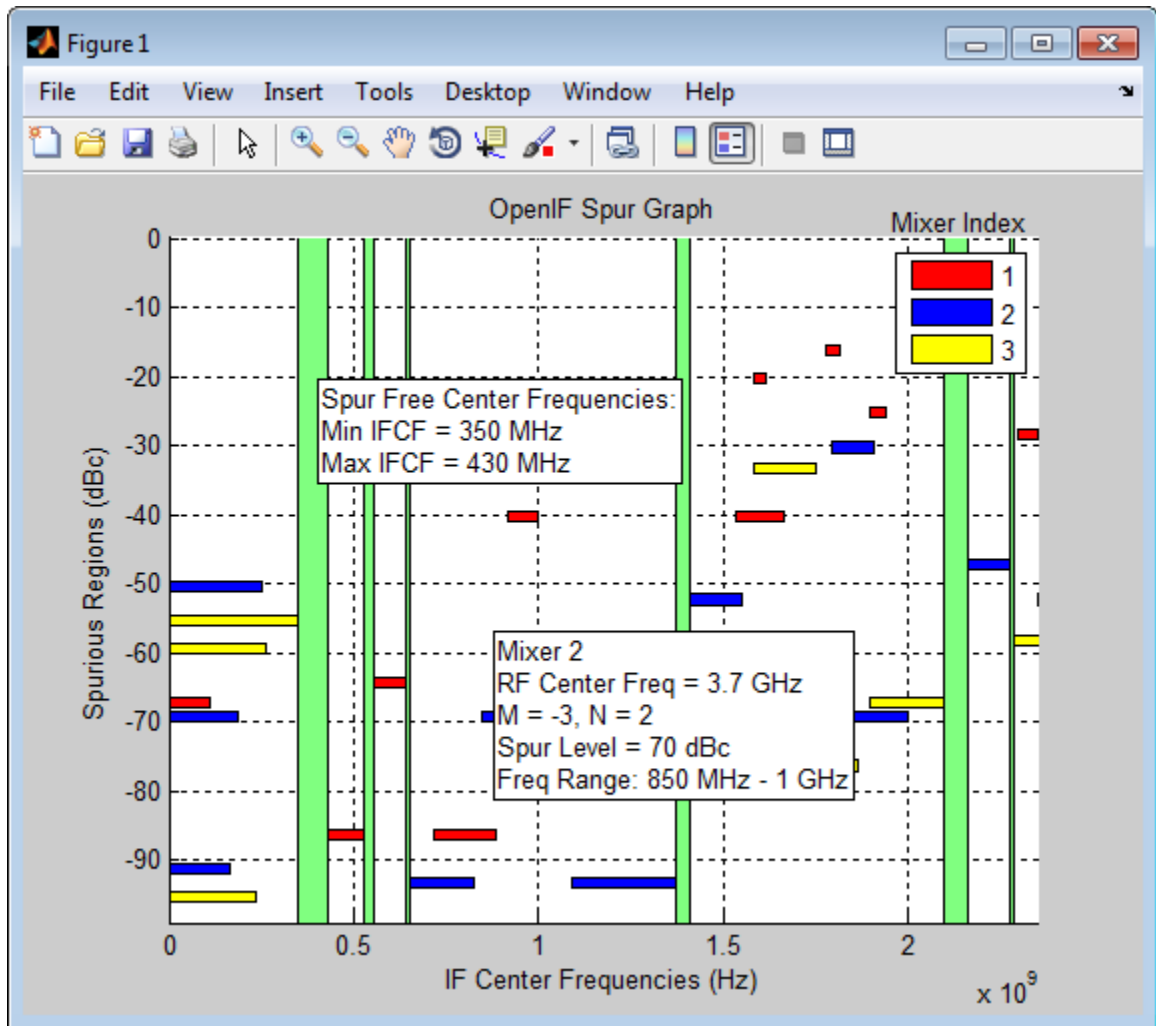 Figure 1
File Edit View Insert Tools Desktop Window Help
OpenIF Spur Graph
Mixer Index
1
2
3
0
-10
-20
-30
-40
-50
-60
-70
-80
-90
Spurious Regions (dBc)
Spur Free Center Frequencies:
Min IFCF = 350 MHz
Max IFCF = 430 MHz
Mixer 2
RF Center Freq = 3.7 GHz
M = -3, N = 2
Spur Level = 70 dBc
Freq Range: 850 MHz - 1 GHz
0 0.5 1 1.5 2
IF Center Frequencies (Hz)
x 10⁹